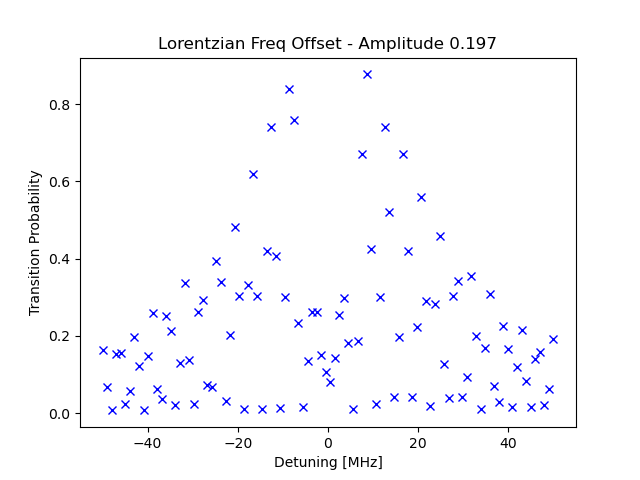 Lorentzian Freq Offset - Amplitude 0.197
Transition Probability
0.8
0.6
0.4
0.2
0.0
−40 −20 0 20 40
Detuning [MHz]